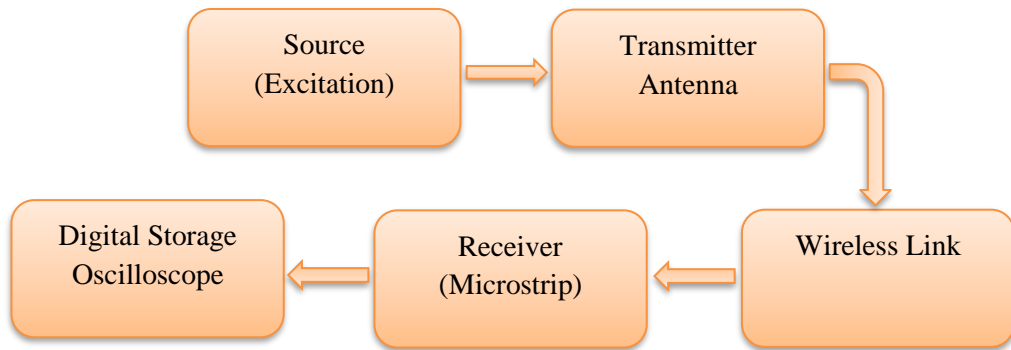 Source
(Excitation)
Transmitter
Antenna
Wireless Link
Receiver
(Microstrip)
Digital Storage
Oscilloscope